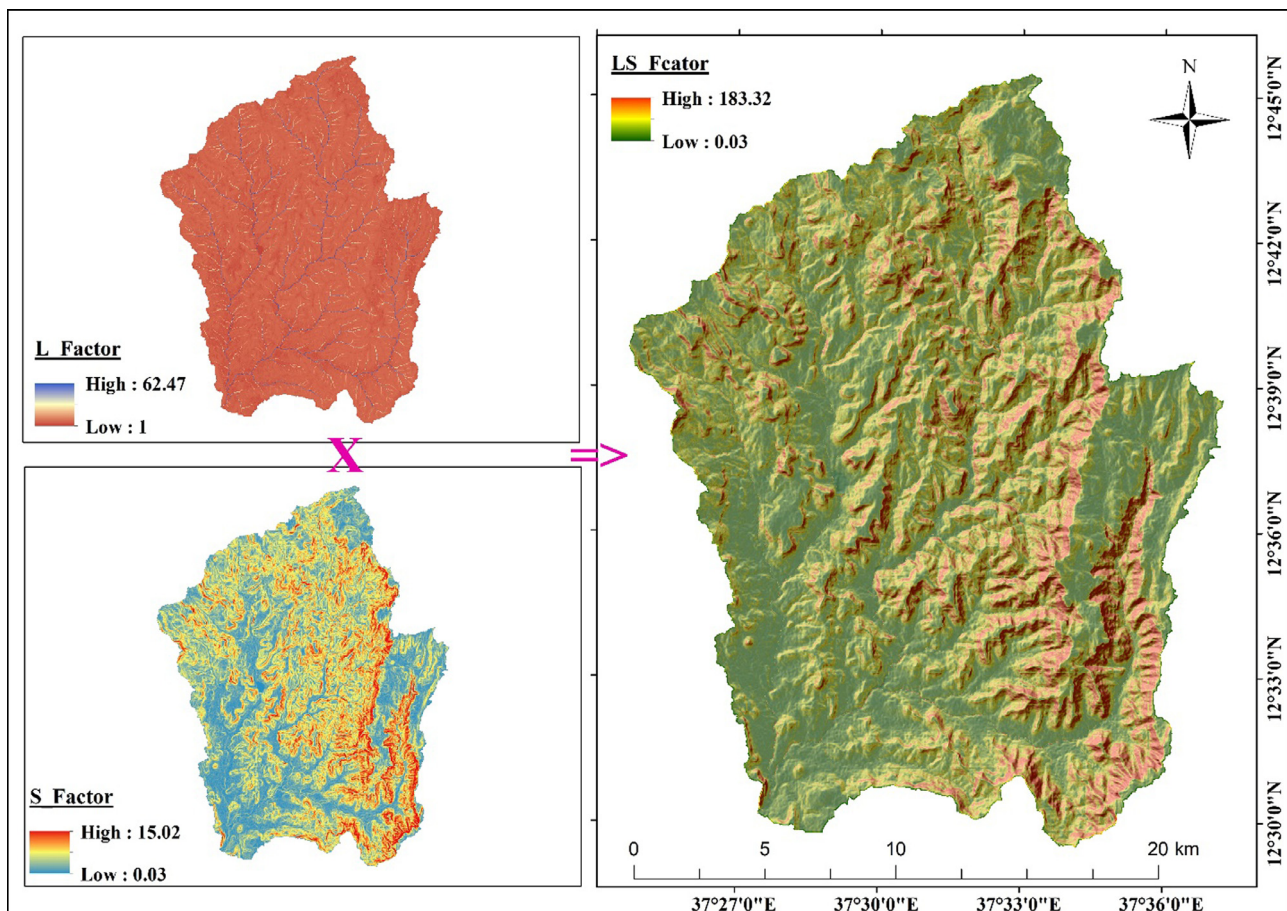 L_Factor
High : 62.47
Low : 1
X
S_Factor
High : 15.02
Low : 0.03
⇒
LS_Fcator
High : 183.32
Low : 0.03
N
12°45'0"N
12°42'0"N
12°39'0"N
12°36'0"N
12°33'0"N
12°30'0"N
0 5 10 20 km
37°27'0"E 37°30'0"E 37°33'0"E 37°36'0"E